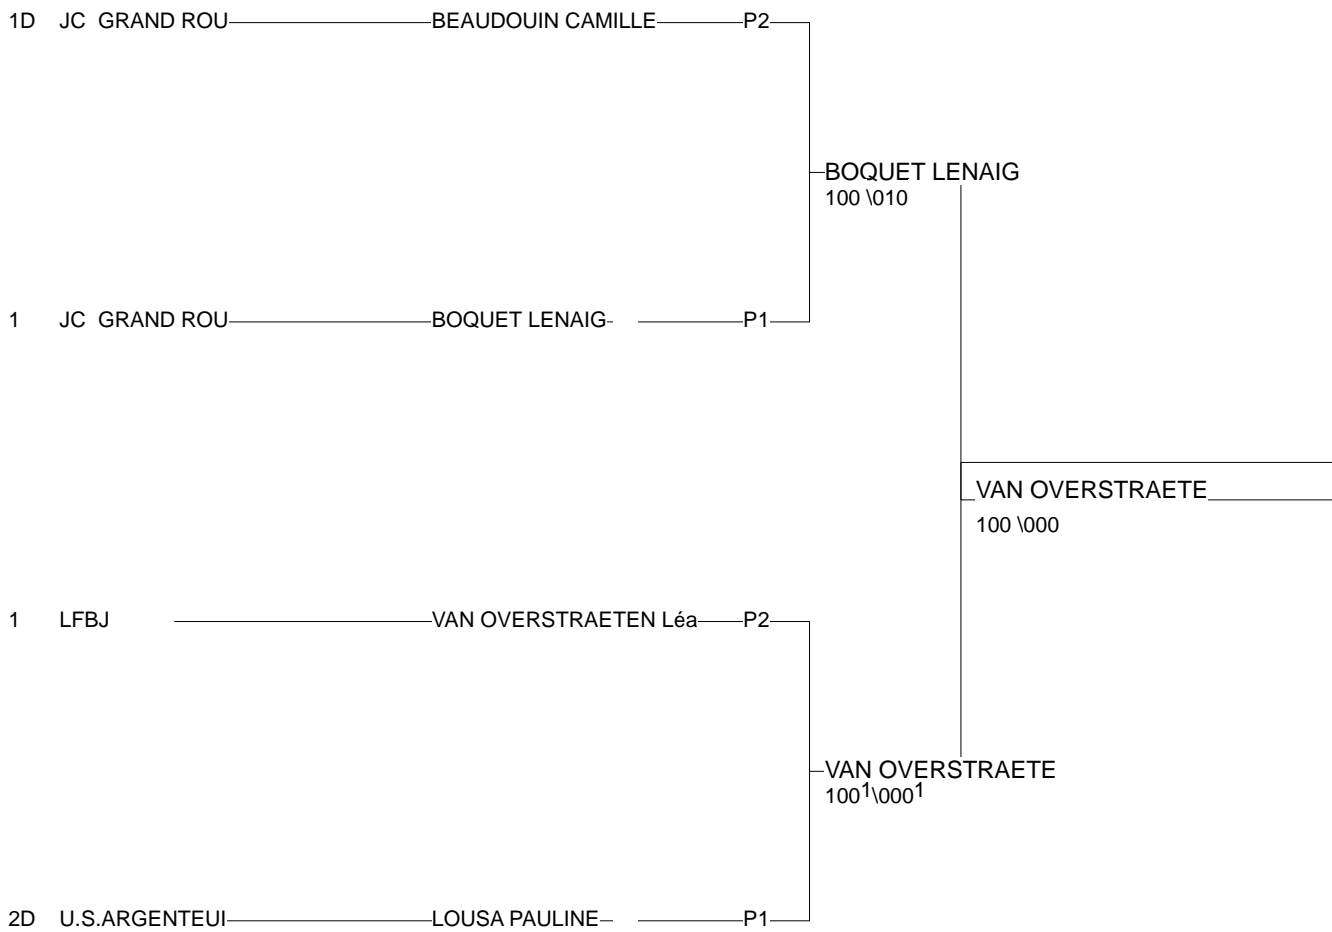 1D JC GRAND ROU BEAUDOUIN CAMILLE P2
BOQUET LENAIG
100 \010
1 JC GRAND ROU BOQUET LENAIG P1
VAN OVERSTRAETE
100 \000
1 LFBJ VAN OVERSTRAETEN Léa P2
VAN OVERSTRAETE
100¹\000¹
2D U.S.ARGENTEUI LOUSA PAULINE P1